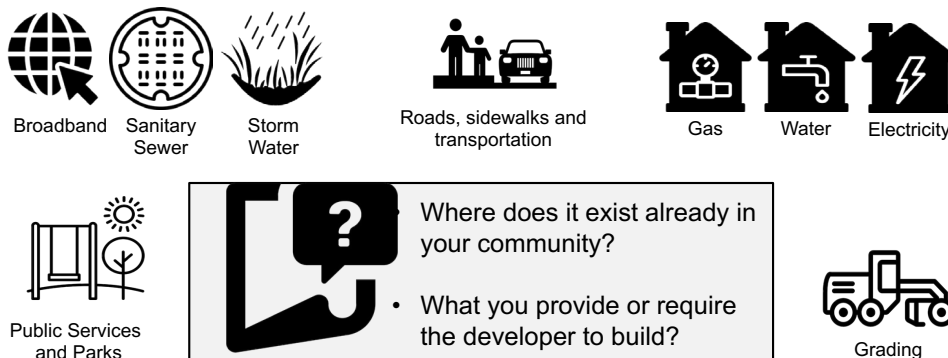 Broadband
Sanitary
Sewer
Storm
Water
Roads, sidewalks and
transportation
Gas
Water
Electricity
?
• Where does it exist already in
your community?
• What you provide or require
the developer to build?
Public Services
and Parks
Grading